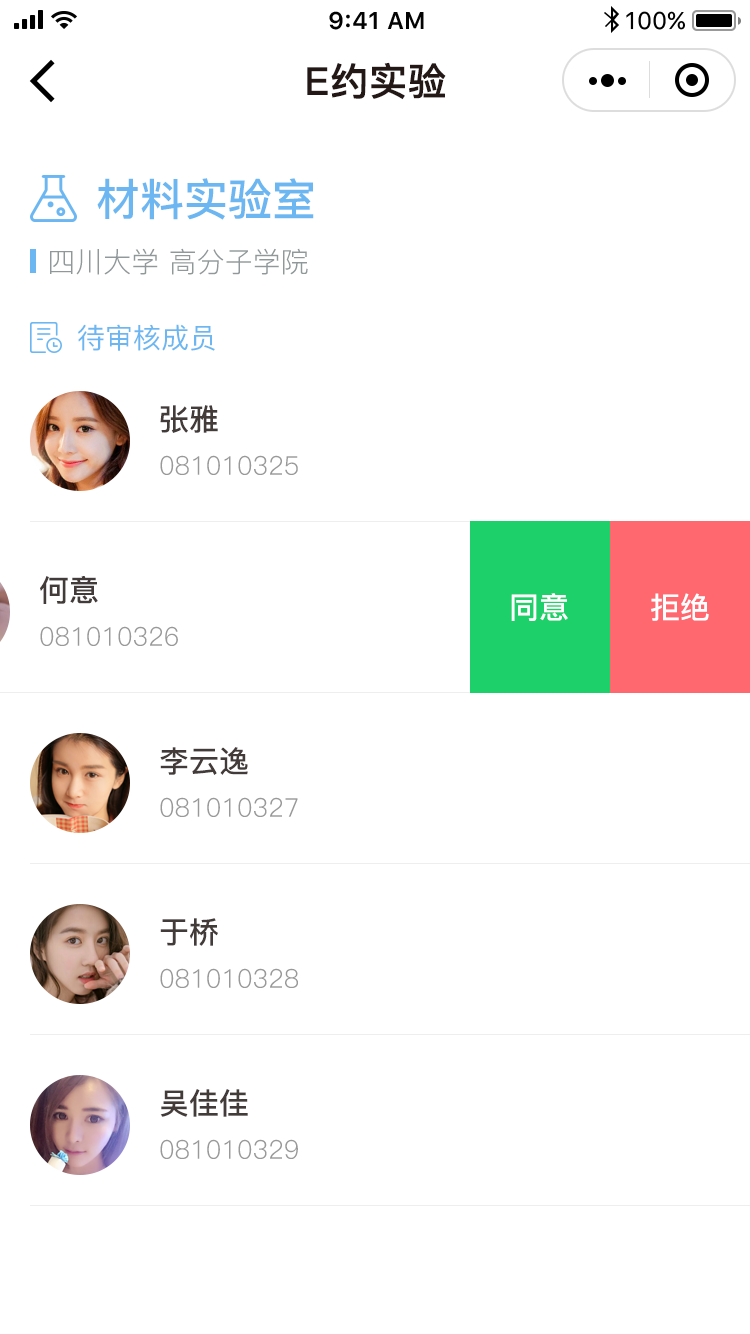 9:41 AM 100%
E约实验
材料实验室
四川大学 高分子学院
待审核成员
张雅
081010325
何意
081010326
同意 拒绝
李云逸
081010327
于桥
081010328
吴佳佳
081010329